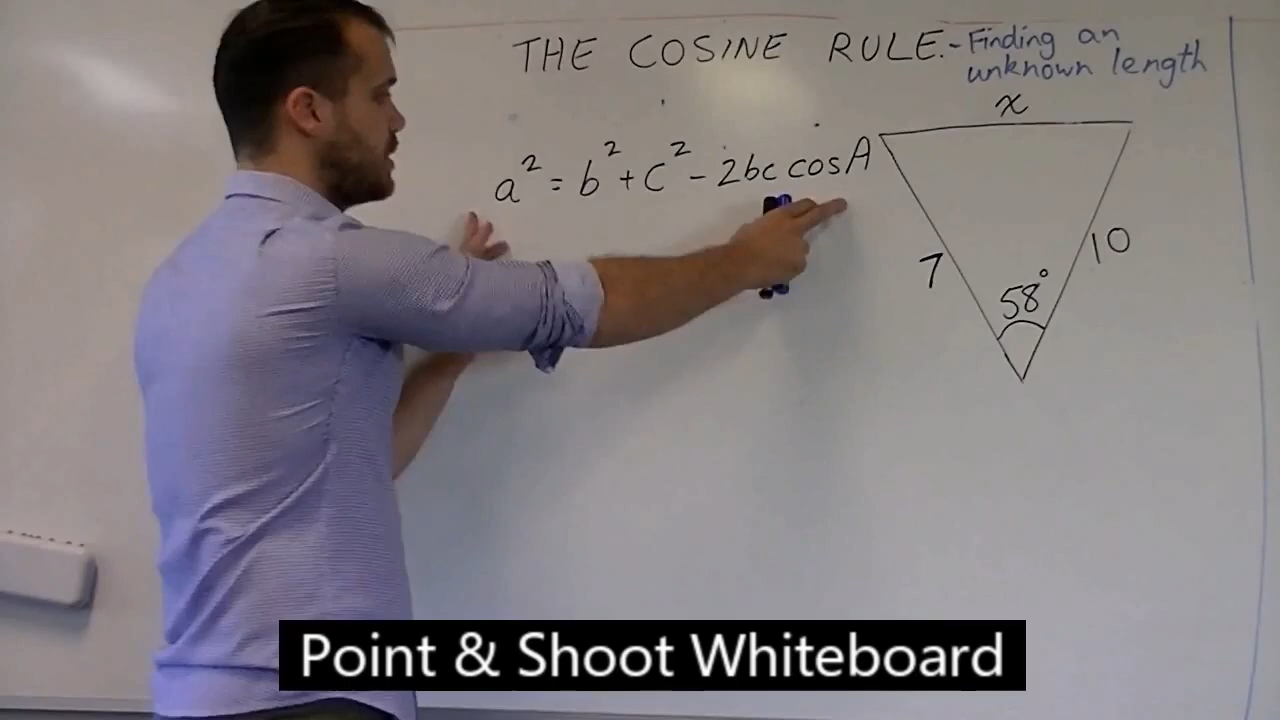 THE COSINE RULE. - Finding an
unknown length
x
a² = b² + c² - 2bc cosA
7
10
58°
Point & Shoot Whiteboard